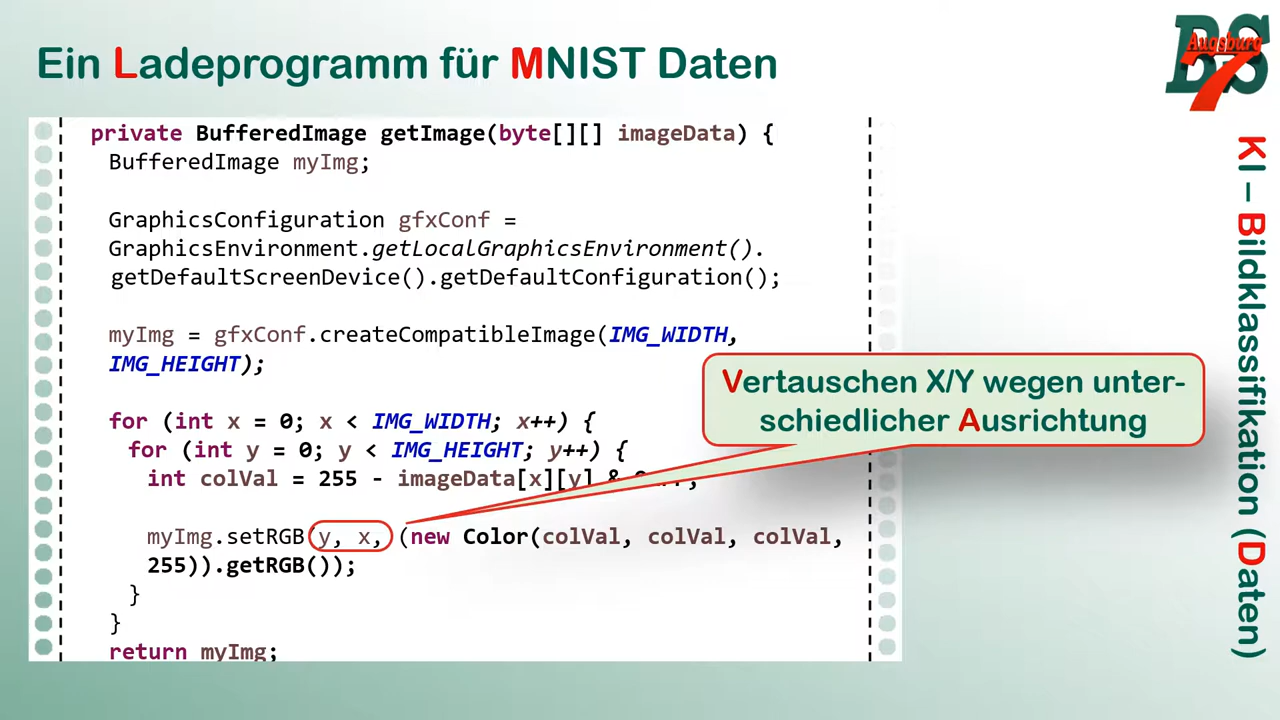 Ein Ladeprogramm für MNIST Daten
BS
Augsburg
7
KI – Bildklassifikation (Daten)
private BufferedImage getImage(byte[][] imageData) {
BufferedImage myImg;
GraphicsConfiguration gfxConf =
GraphicsEnvironment.getLocalGraphicsEnvironment().
getDefaultScreenDevice().getDefaultConfiguration();
myImg = gfxConf.createCompatibleImage(IMG_WIDTH,
IMG_HEIGHT);
Vertauschen X/Y wegen unter-
schiedlicher Ausrichtung
for (int x = 0; x < IMG_WIDTH; x++) {
for (int y = 0; y < IMG_HEIGHT; y++) {
int colVal = 255 - imageData[x][y] &
myImg.setRGB(y, x, (new Color(colVal, colVal, colVal,
255)).getRGB());
}
}
return myImg;